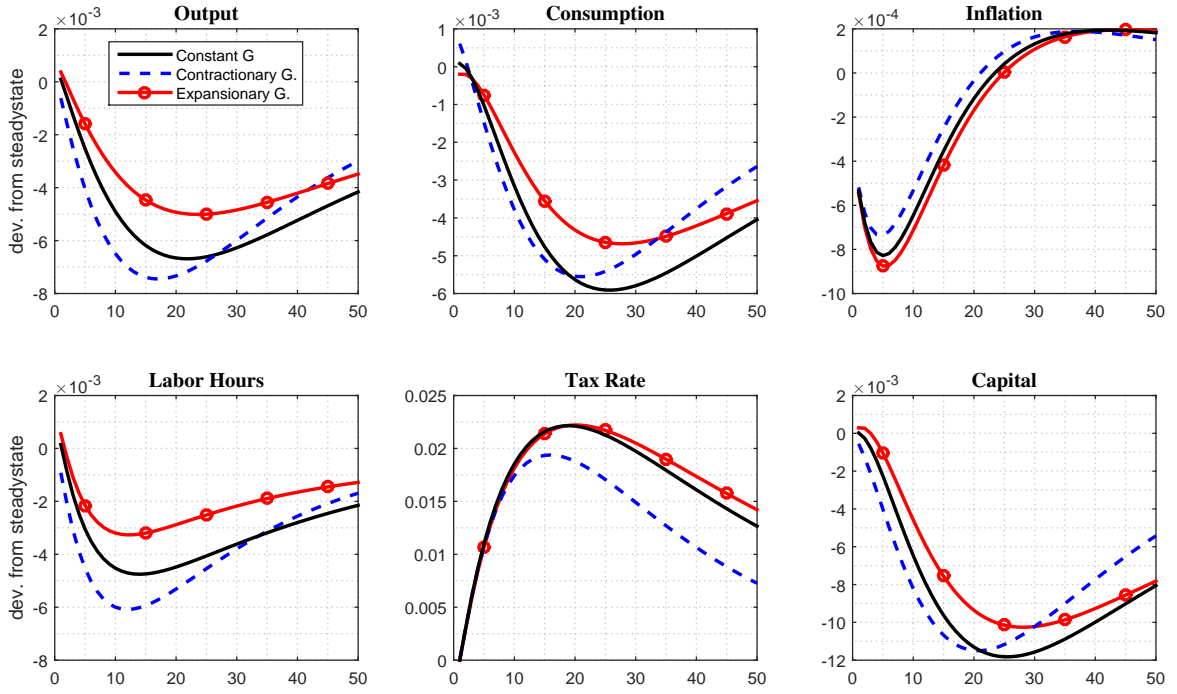 Output
Consumption
Inflation
×10⁻³
×10⁻³
×10⁻⁴
2
0
-2
-4
-6
-8
dev. from steadystate
Constant G
Contractionary G.
Expansionary G.
0 10 20 30 40 50
1
0
-1
-2
-3
-4
-5
-6
0 10 20 30 40 50
2
0
-2
-4
-6
-8
-10
0 10 20 30 40 50
Labor Hours
Tax Rate
Capital
×10⁻³
×10⁻³
2
0
-2
-4
-6
-8
dev. from steadystate
0 10 20 30 40 50
0.025
0.02
0.015
0.01
0.005
0
0 10 20 30 40 50
2
0
-2
-4
-6
-8
-10
-12
0 10 20 30 40 50